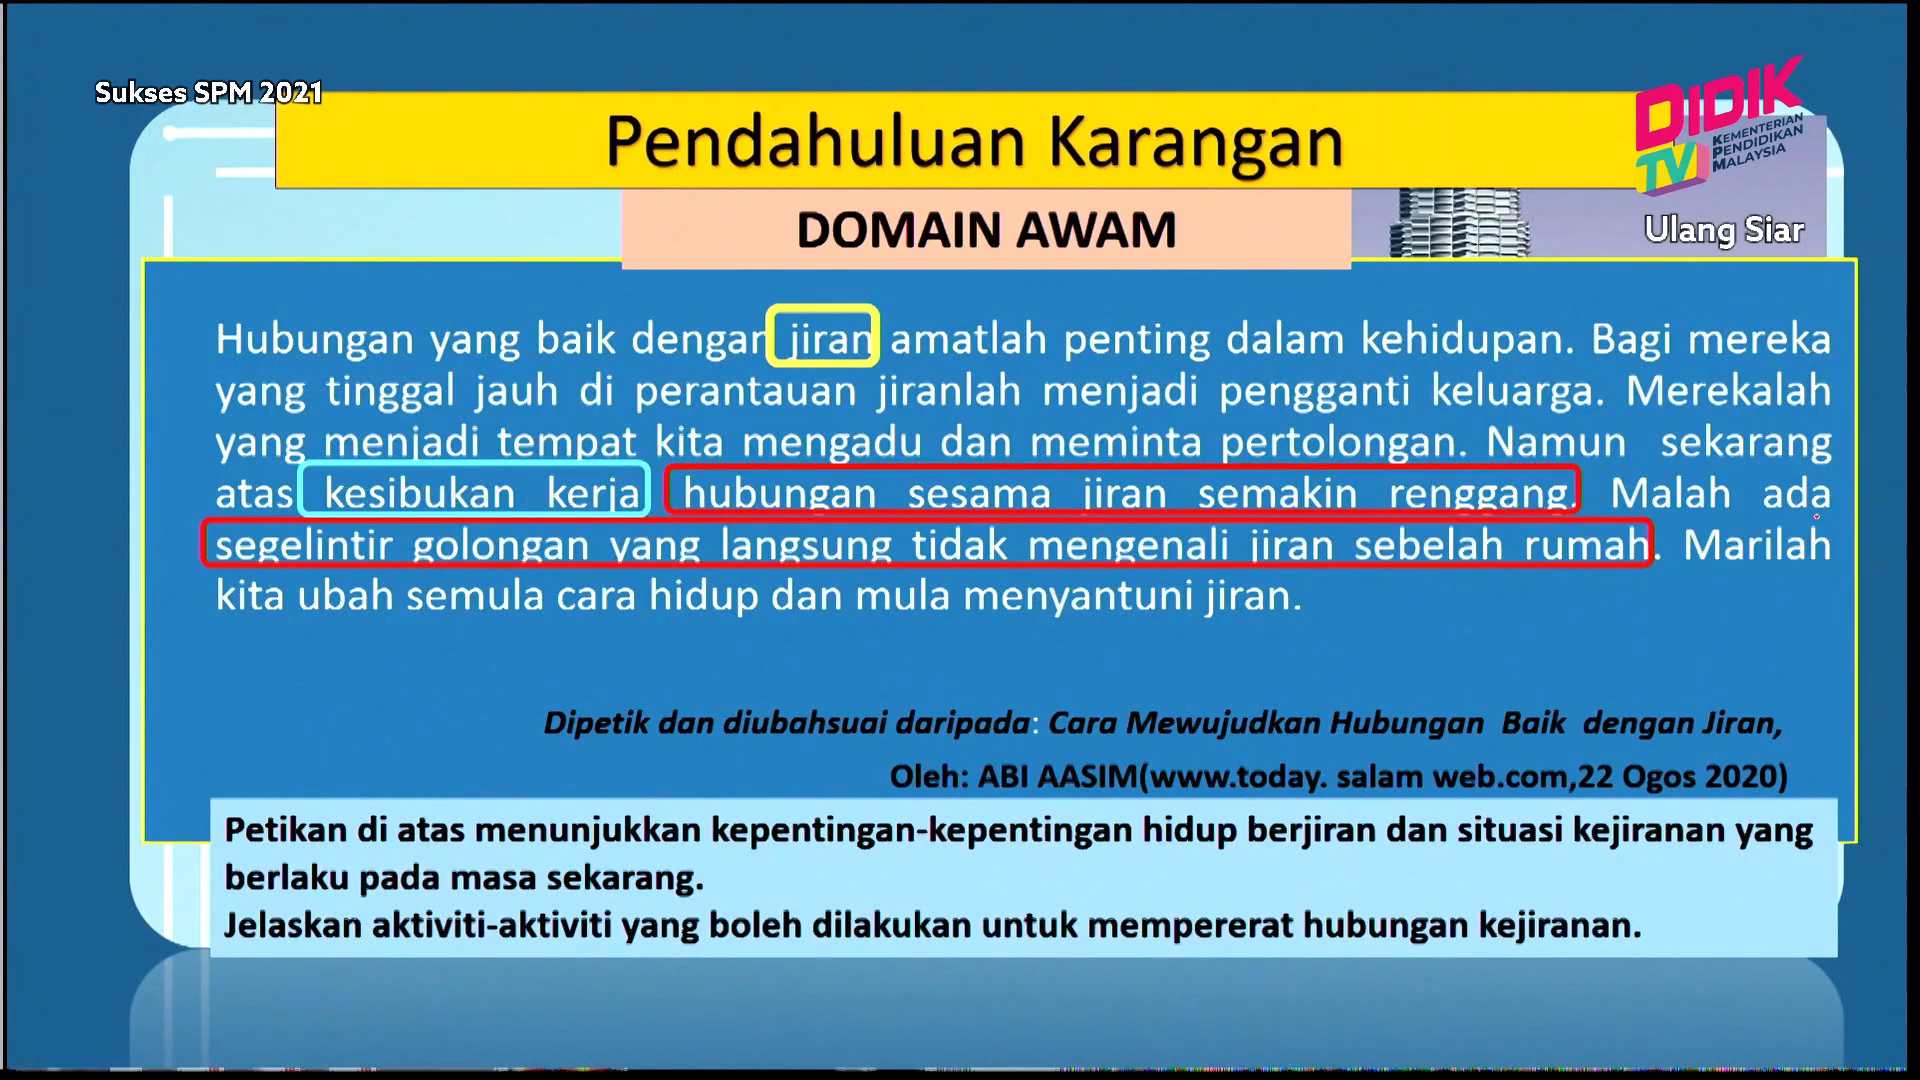 Sukses SPM 2021
Pendahuluan Karangan
DIDIK
TV
KEMENTERIAN
PENDIDIKAN
MALAYSIA
DOMAIN AWAM
Ulang Siar
Hubungan yang baik dengan jiran amatlah penting dalam kehidupan. Bagi mereka
yang tinggal jauh di perantauan jiranlah menjadi pengganti keluarga. Merekalah
yang menjadi tempat kita mengadu dan meminta pertolongan. Namun sekarang
atas kesibukan kerja hubungan sesama jiran semakin renggang. Malah ada
segelintir golongan yang langsung tidak mengenali jiran sebelah rumah. Marilah
kita ubah semula cara hidup dan mula menyantuni jiran.
Dipetik dan diubahsuai daripada: Cara Mewujudkan Hubungan Baik dengan Jiran,
Oleh: ABI AASIM(www.today. salam web.com,22 Ogos 2020)
Petikan di atas menunjukkan kepentingan-kepentingan hidup berjiran dan situasi kejiranan yang
berlaku pada masa sekarang.
Jelaskan aktiviti-aktiviti yang boleh dilakukan untuk mempererat hubungan kejiranan.